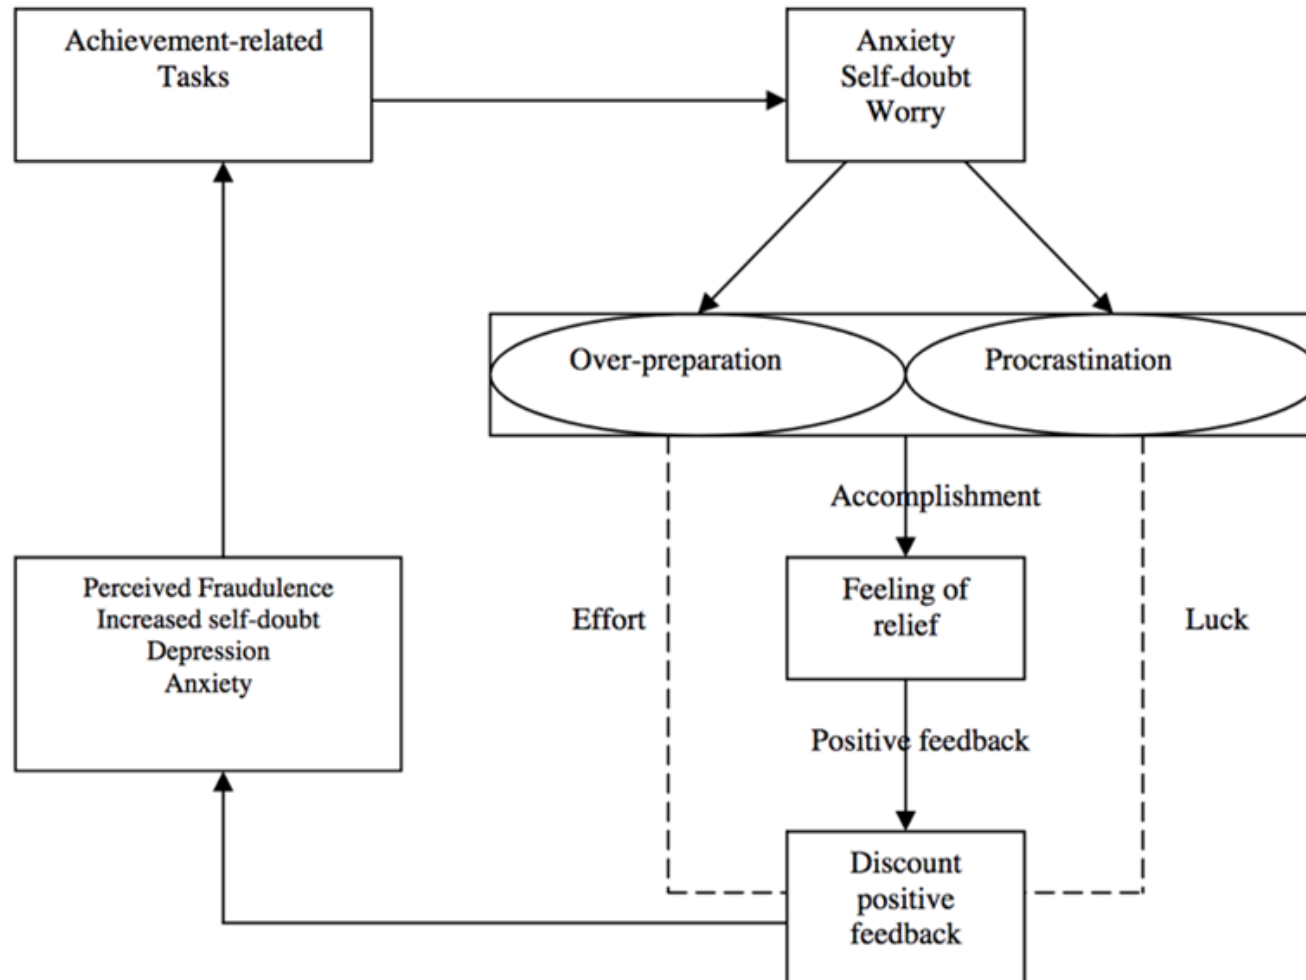 Achievement-related
Tasks
Anxiety
Self-doubt
Worry
Over-preparation
Procrastination
Accomplishment
Effort
Feeling of
relief
Luck
Perceived Fraudulence
Increased self-doubt
Depression
Anxiety
Positive feedback
Discount
positive
feedback